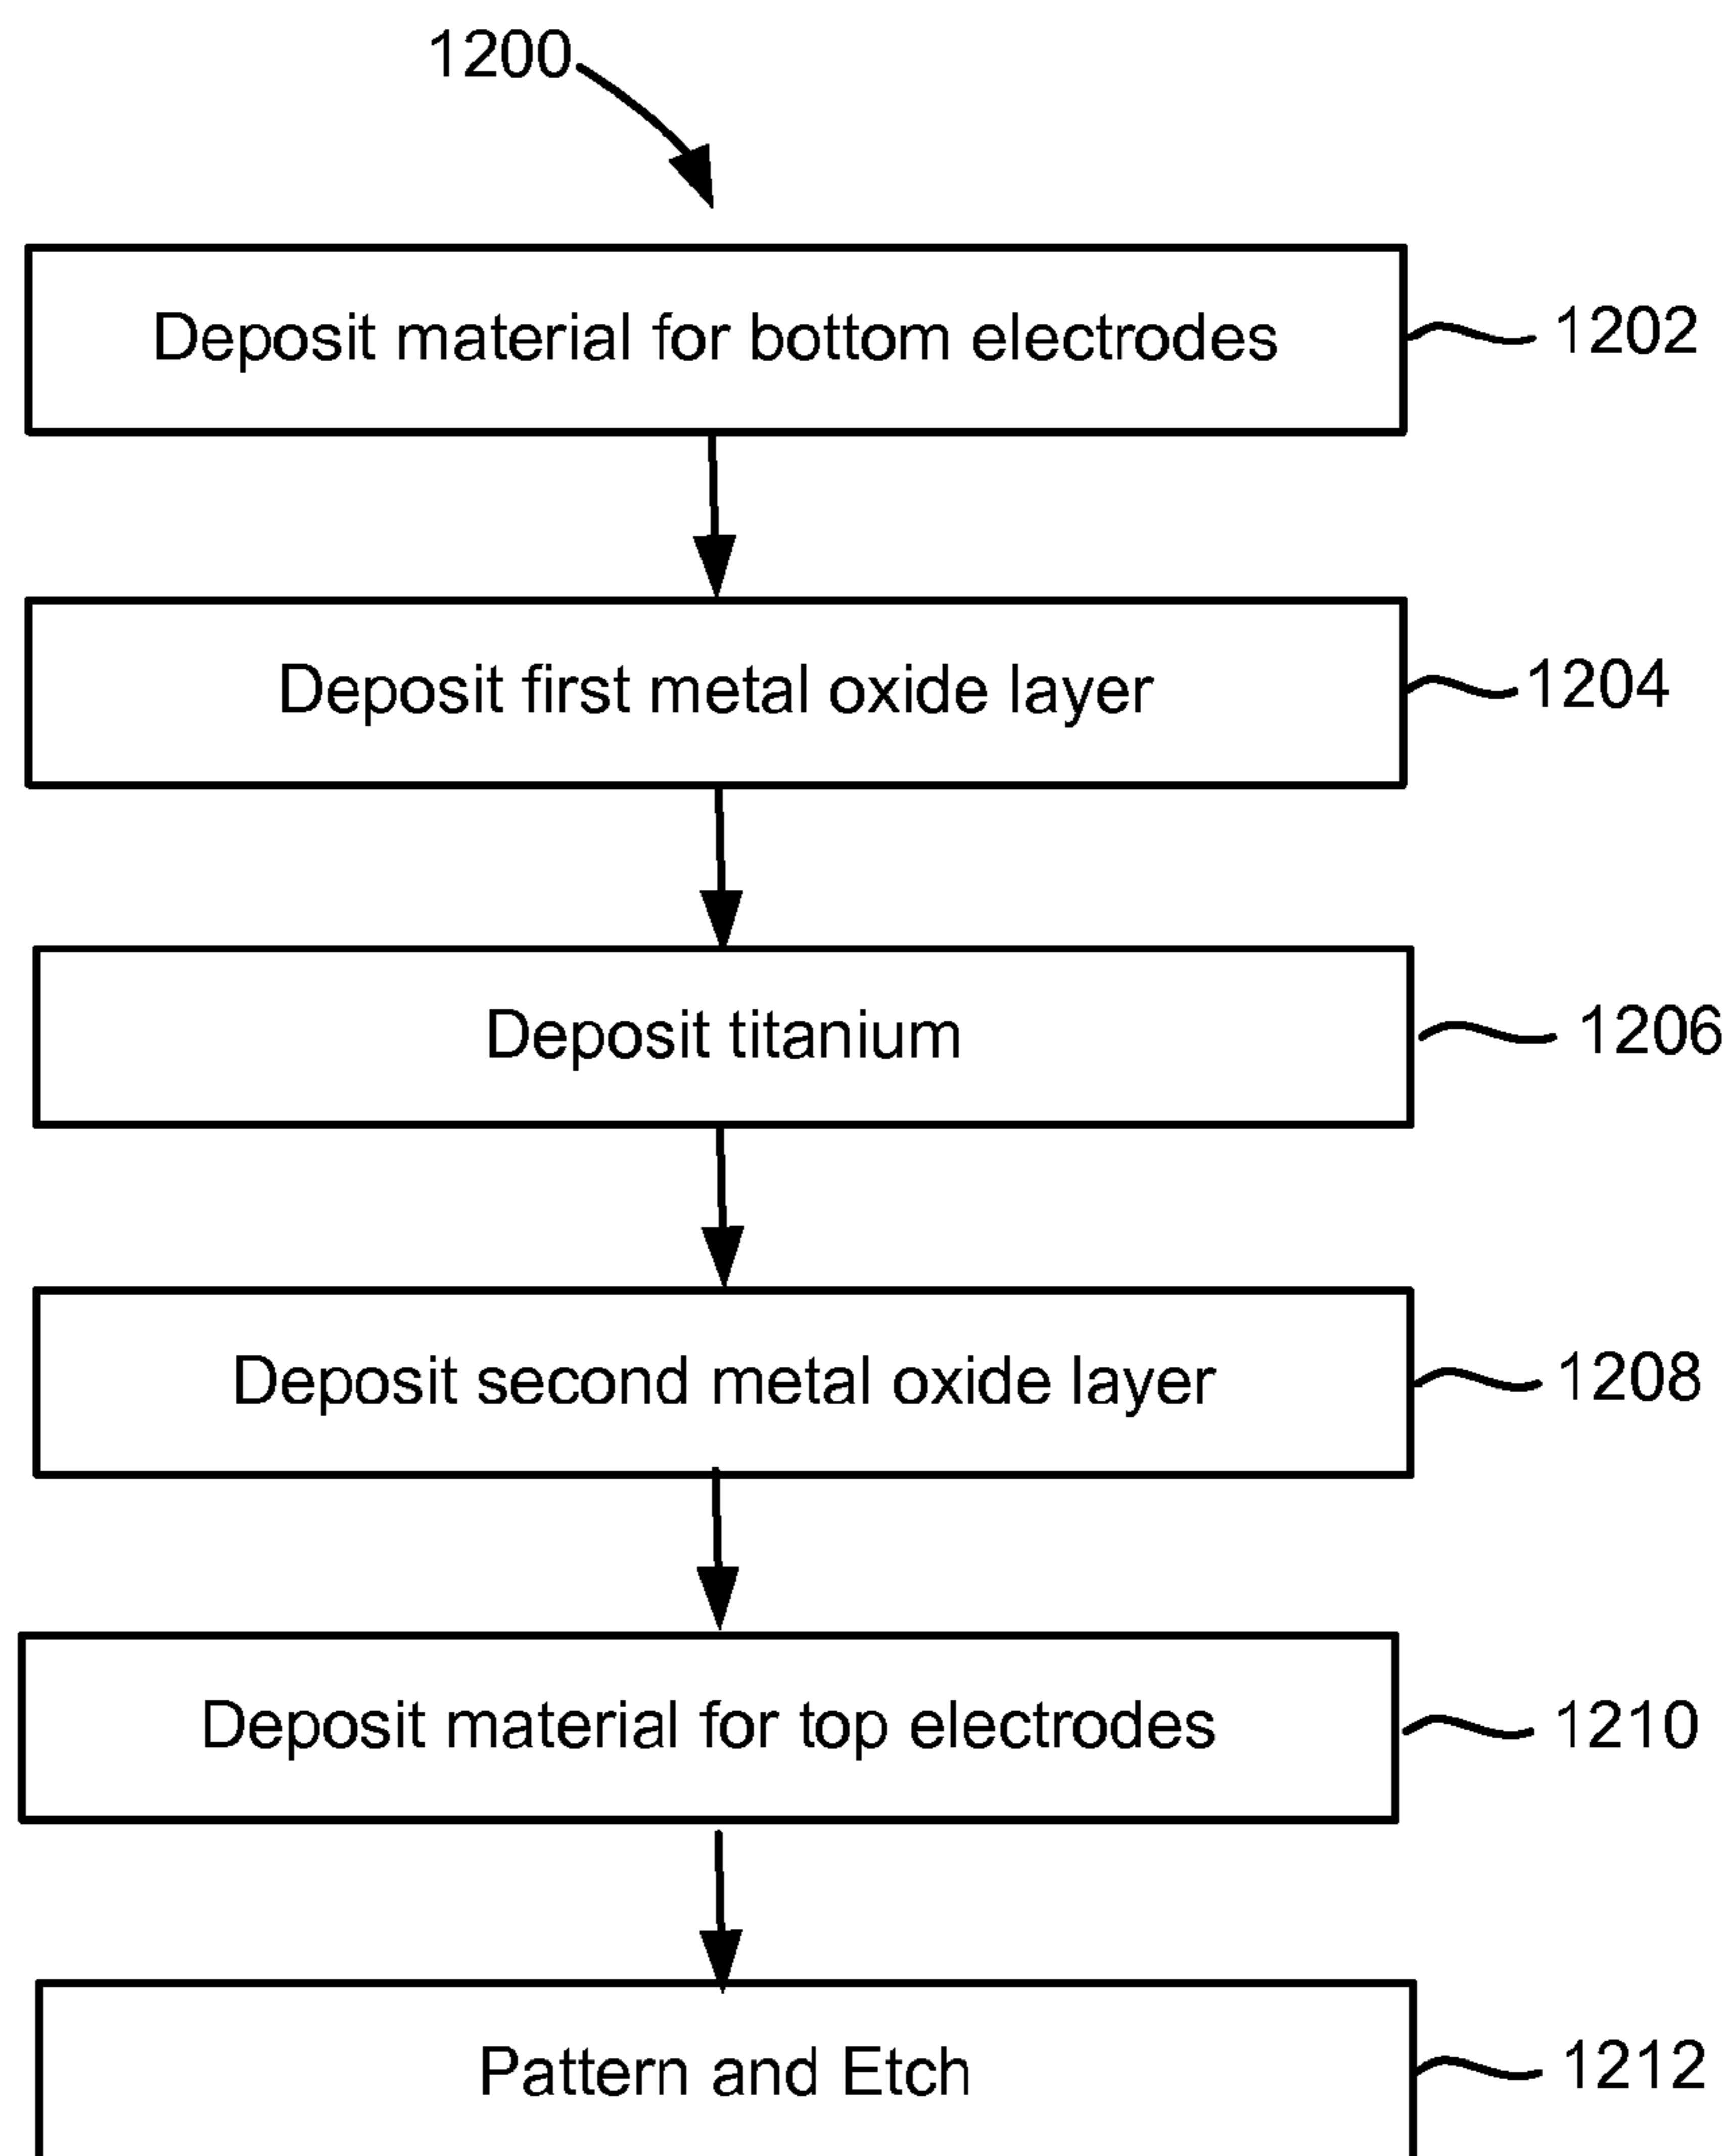 1200
Deposit material for bottom electrodes
1202
Deposit first metal oxide layer
1204
Deposit titanium
1206
Deposit second metal oxide layer
1208
Deposit material for top electrodes
1210
Pattern and Etch
1212